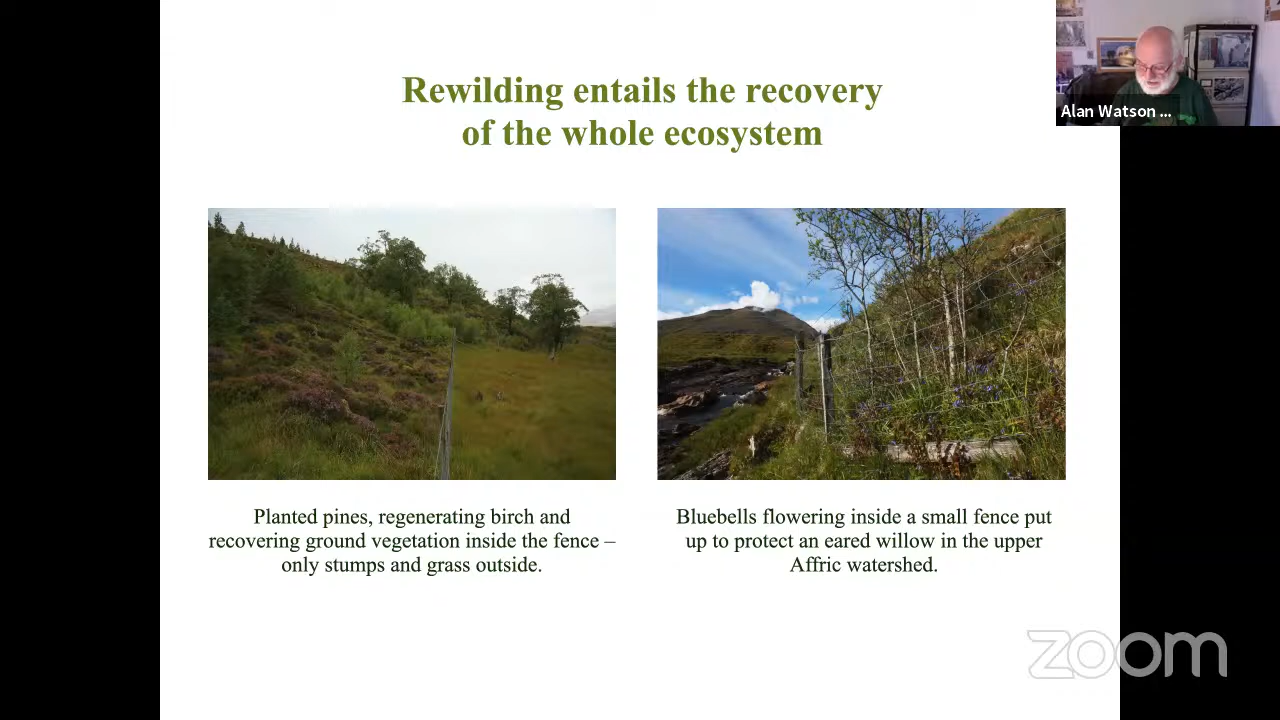 Rewilding entails the recovery
of the whole ecosystem
Alan Watson ...
Planted pines, regenerating birch and
recovering ground vegetation inside the fence –
only stumps and grass outside.
Bluebells flowering inside a small fence put
up to protect an eared willow in the upper
Affric watershed.
zoom